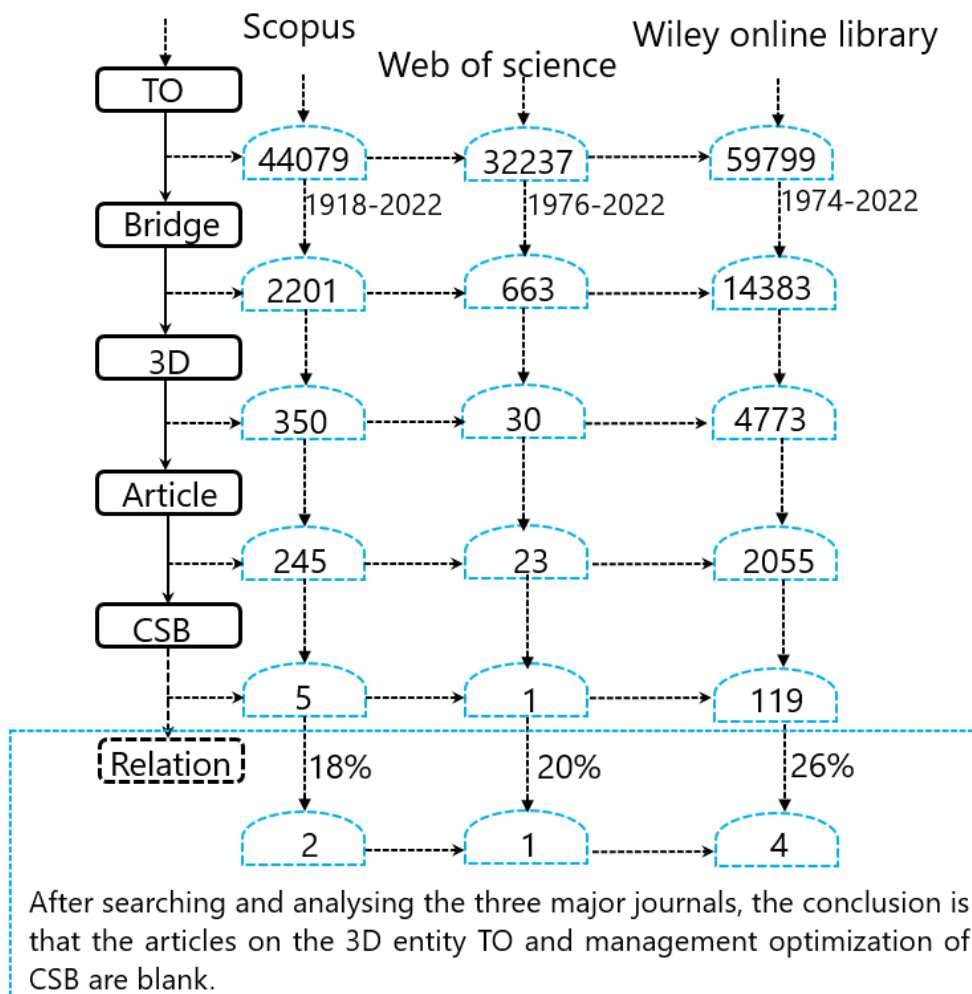 Scopus
Web of science
Wiley online library
TO
44079
32237
59799
1918-2022
1976-2022
1974-2022
Bridge
2201
663
14383
3D
350
30
4773
Article
245
23
2055
CSB
5
1
119
Relation
18%
20%
26%
2
1
4
After searching and analysing the three major journals, the conclusion is
that the articles on the 3D entity TO and management optimization of
CSB are blank.